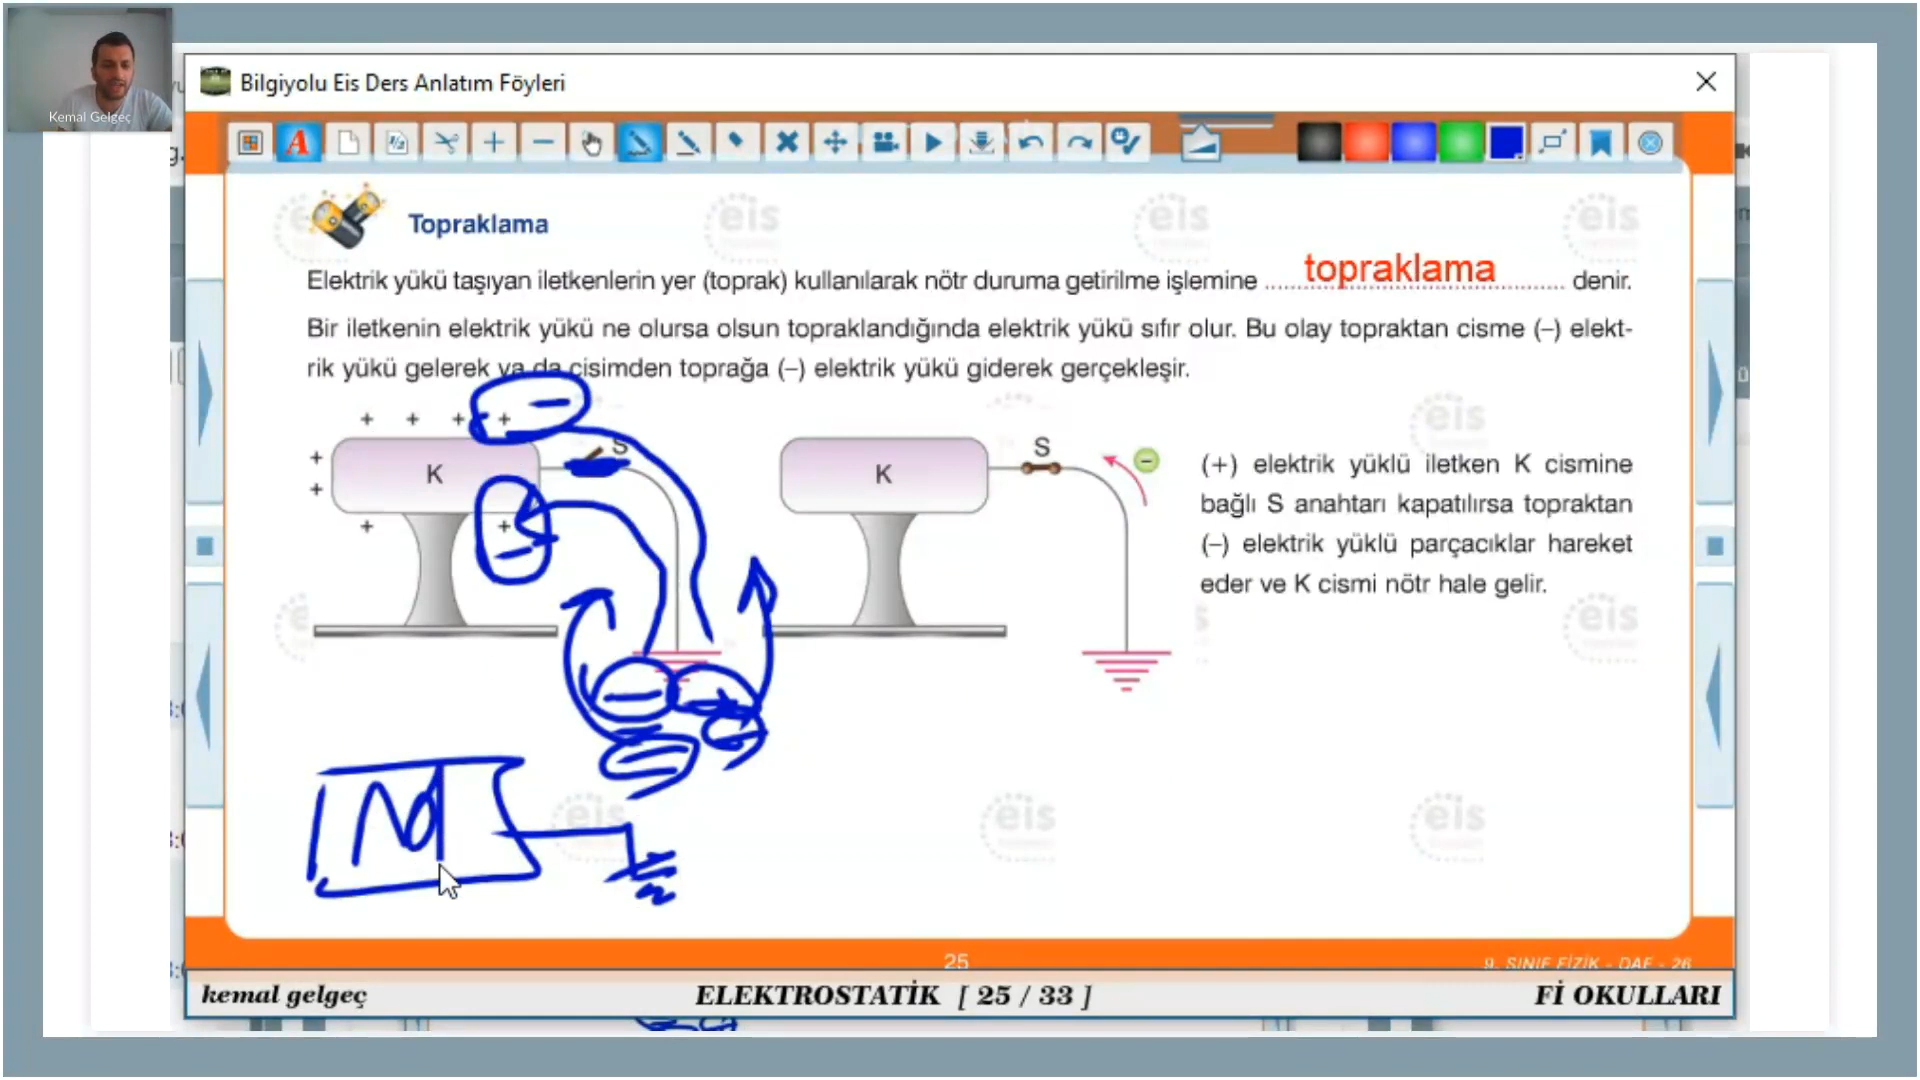 Kemal Gelgeç
Bilgiyolu Eis Ders Anlatım Föyleri
A
Topraklama
Elektrik yükü taşıyan iletkenlerin yer (toprak) kullanılarak nötr duruma getirilme işlemine topraklama denir.
Bir iletkenin elektrik yükü ne olursa olsun topraklandığında elektrik yükü sıfır olur. Bu olay topraktan cisme (–) elekt-
rik yükü gelerek ya da cisimden toprağa (–) elektrik yükü giderek gerçekleşir.
+ + + +
+ K S
+
+ +
K S –
(+) elektrik yüklü iletken K cismine
bağlı S anahtarı kapatılırsa topraktan
(–) elektrik yüklü parçacıklar hareket
eder ve K cismi nötr hale gelir.
eis
25
9. SINIF FİZİK - DAF - 26
kemal gelgeç
ELEKTROSTATİK [ 25 / 33 ]
Fİ OKULLARI